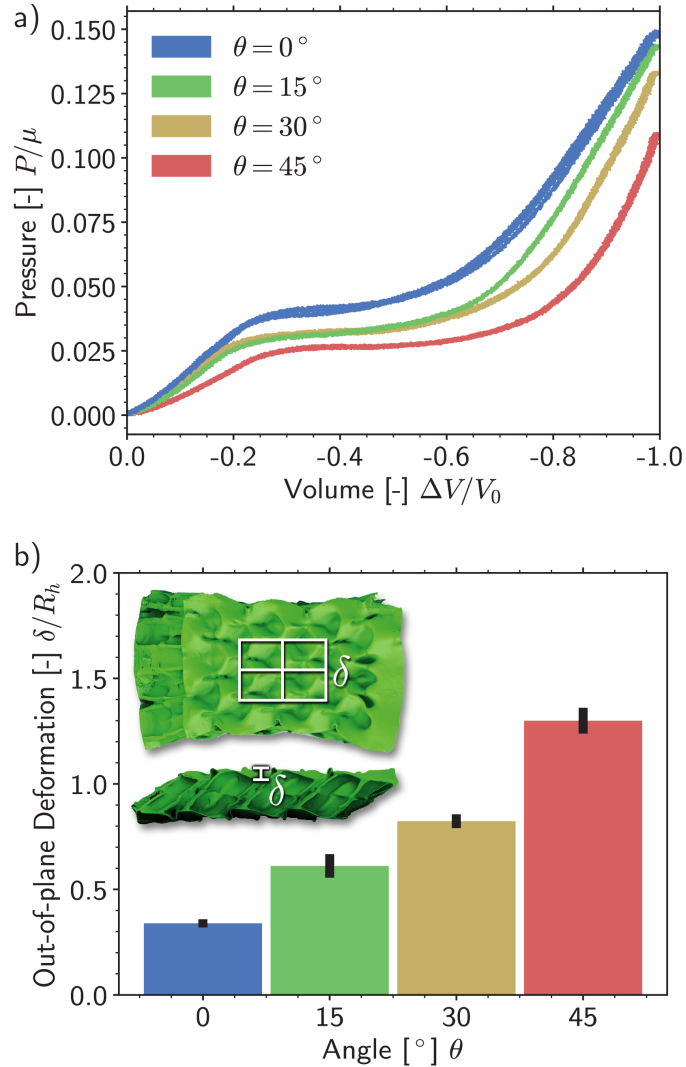 a)
0.150
0.125
0.100
0.075
0.050
0.025
0.000
Pressure [-] P/μ
θ = 0°
θ = 15°
θ = 30°
θ = 45°
0.0 -0.2 -0.4 -0.6 -0.8 -1.0
Volume [-] ΔV/V₀
b)
2.0
1.5
1.0
0.5
0.0
Out-of-plane Deformation [-] δ/Rₕ
δ
δ
0 15 30 45
Angle [°] θ